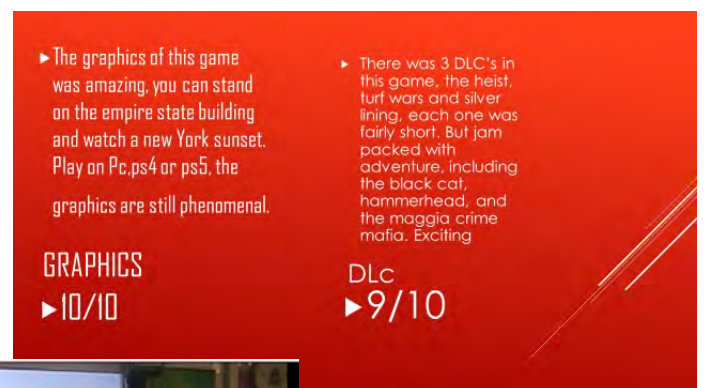 ▶The graphics of this game
was amazing, you can stand
on the empire state building
and watch a new York sunset.
Play on Pc,ps4 or ps5, the
graphics are still phenomenal.
GRAPHICS
▶10/10
▶ There was 3 DLC's in
this game, the heist,
turf wars and silver
lining, each one was
fairly short. But jam
packed with
adventure, including
the black cat,
hammerhead, and
the maggia crime
mafia. Exciting
DLc
▶9/10